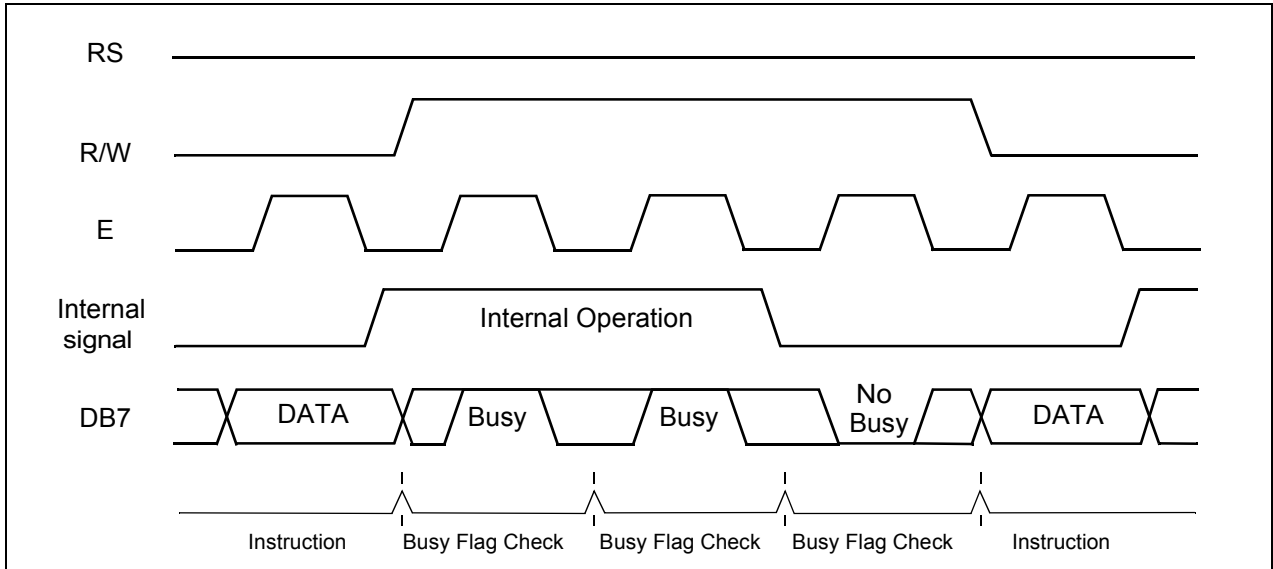 RS
R/W
E
Internal
signal
Internal Operation
DB7
DATA
Busy
Busy
No
Busy
DATA
Instruction
Busy Flag Check
Busy Flag Check
Busy Flag Check
Instruction